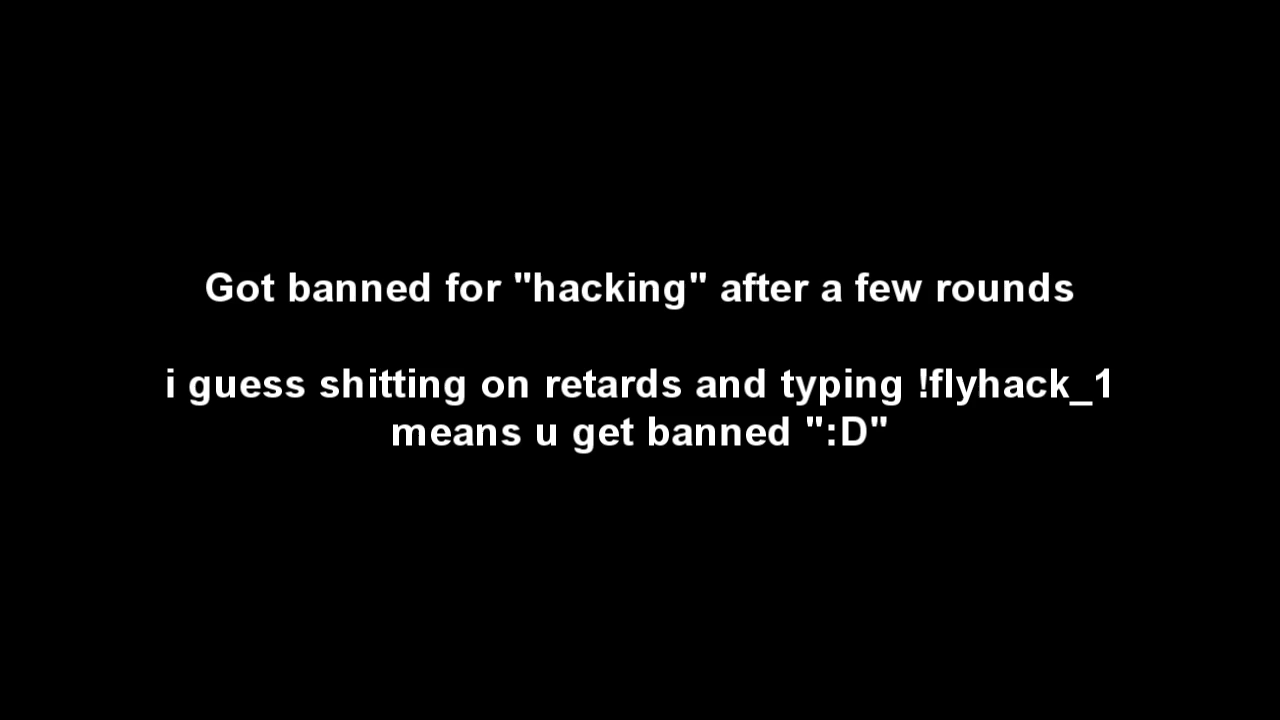 Got banned for "hacking" after a few rounds
i guess shitting on retards and typing !flyhack_1
means u get banned ":D"